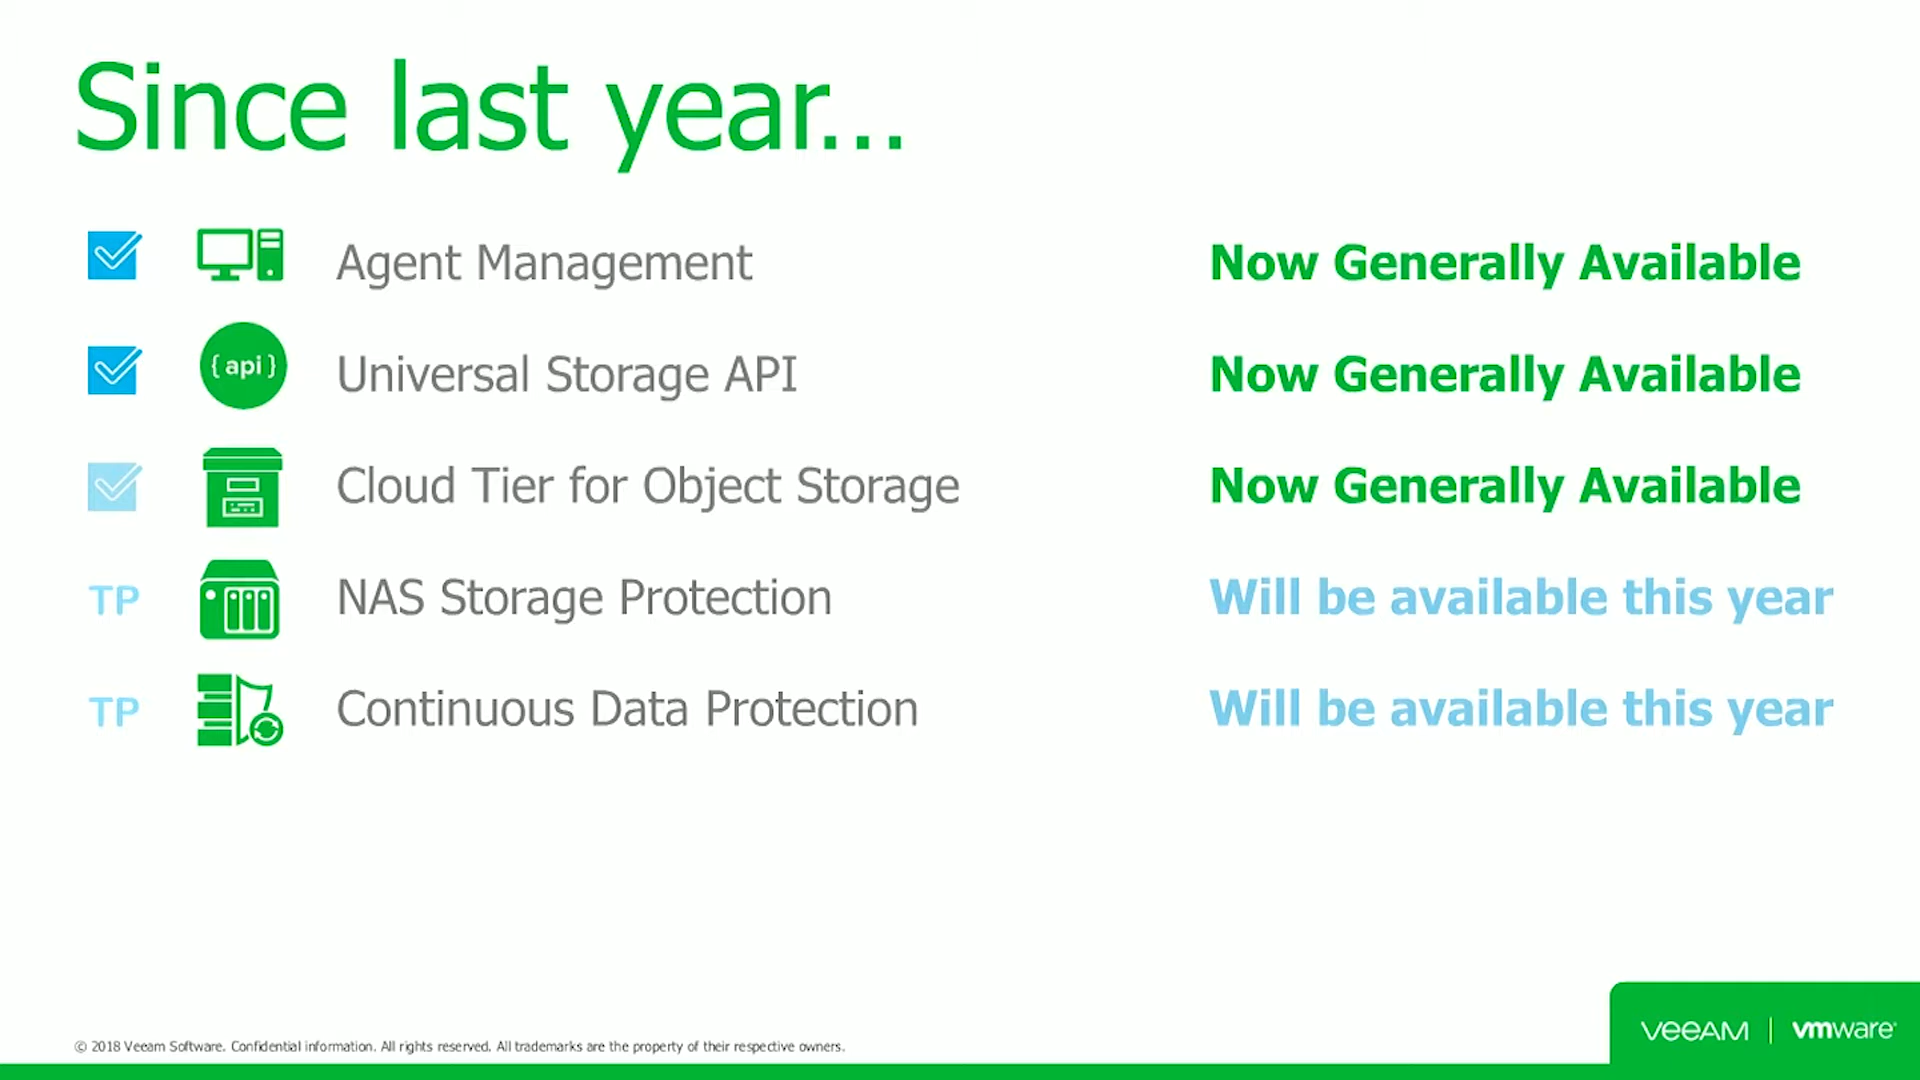 Since last year...
Agent Management Now Generally Available
{api}
Universal Storage API Now Generally Available
Cloud Tier for Object Storage Now Generally Available
TP NAS Storage Protection Will be available this year
TP Continuous Data Protection Will be available this year
© 2018 Veeam Software. Confidential information. All rights reserved. All trademarks are the property of their respective owners.
VEEAM | vmware®